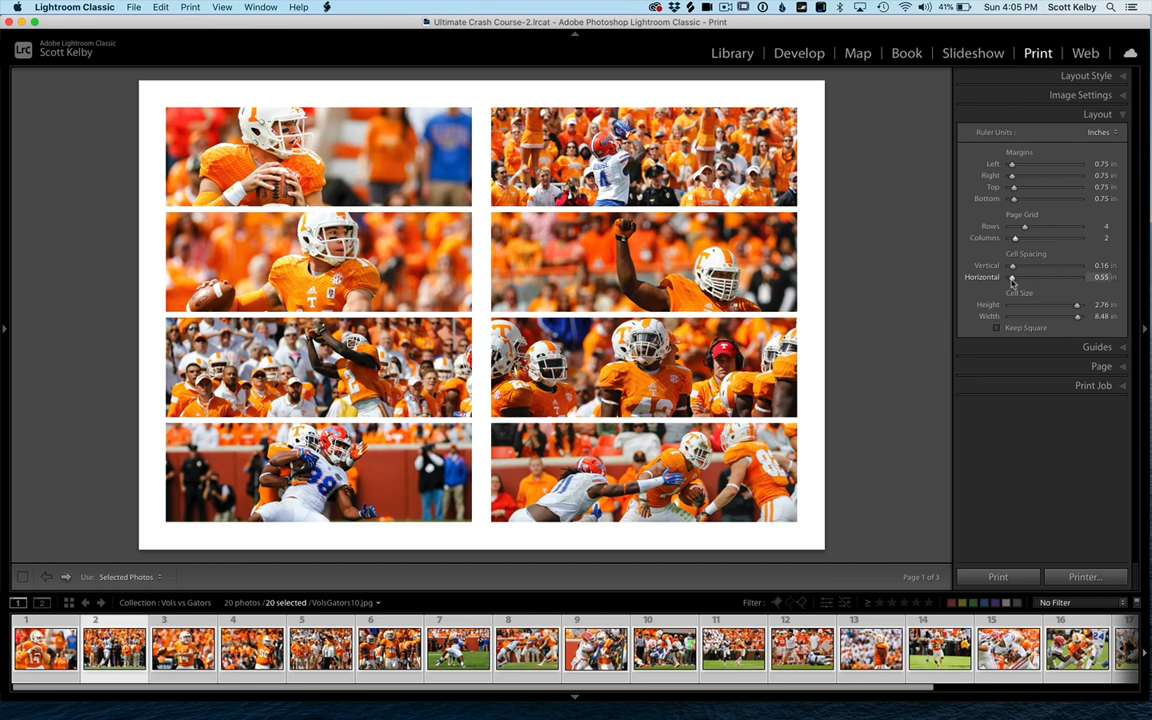 Lightroom Classic File Edit Photo Print View Window Help 41% Sun 4:05 PM Scott Kelby
Ultimate Crash Course-2.lrcat - Adobe Photoshop Lightroom Classic - Print
LrC Adobe Lightroom Classic
Scott Kelby
Library | Develop | Map | Book | Slideshow | Print | Web
Layout Style
Image Settings
Layout
Ruler Units : Inches
Margins
Left 0.75 in
Right 0.75 in
Top 0.75 in
Bottom 0.75 in
Page Grid
Rows 4
Columns 2
Cell Spacing
Vertical 0.16 in
Horizontal 0.55 in
Cell Size
Height 2.76 in
Width 8.48 in
Keep Square
Guides
Page
Print Job
Use: Selected Photos
Page 1 of 3
Print Printer...
1 2 Collection : Vols vs Gators 20 photos / 20 selected / VolsGators10.jpg Filter : No Filter
1 2 3 4 5 6 7 8 9 10 11 12 13 14 15 16 17